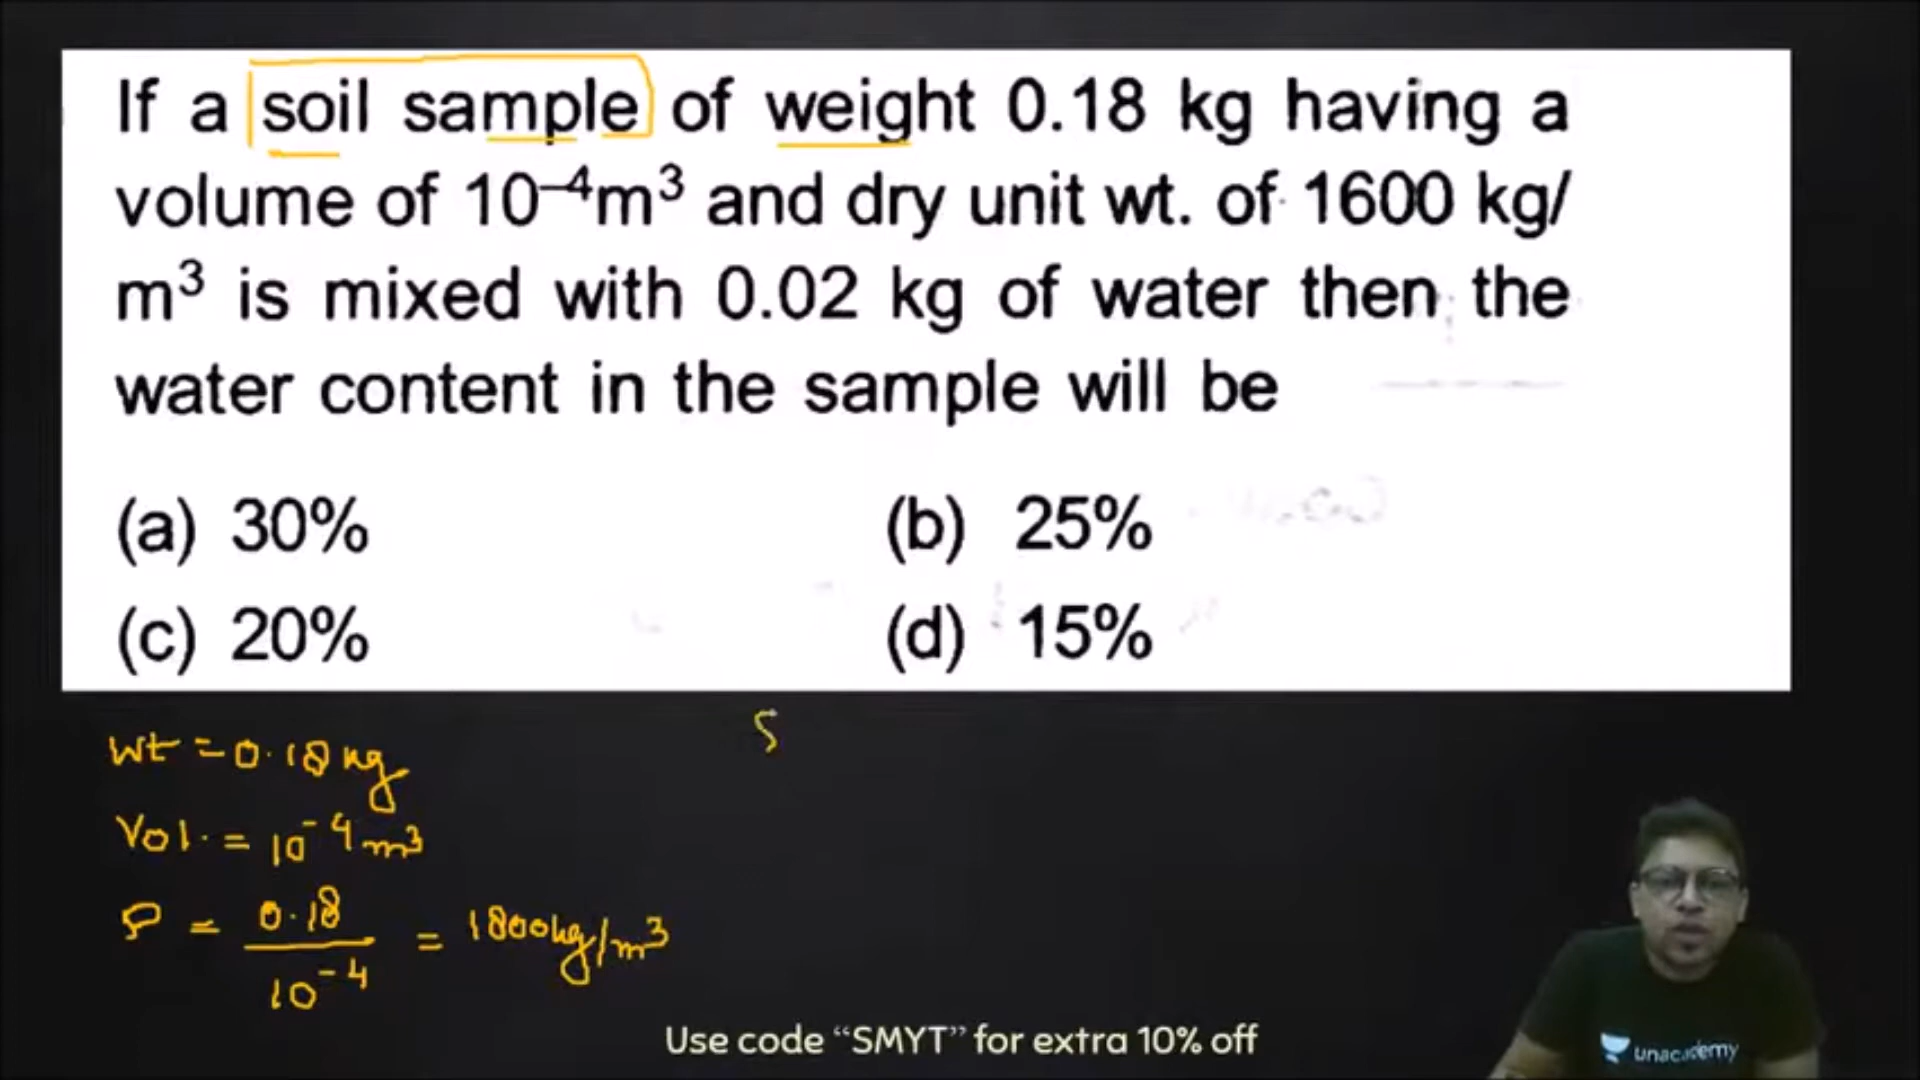 If a soil sample of weight 0.18 kg having a
volume of 10⁻⁴m³ and dry unit wt. of 1600 kg/
m³ is mixed with 0.02 kg of water then the
water content in the sample will be
(a) 30% (b) 25%
(c) 20% (d) 15%
S
Wt = 0.18 kg
Vol. = 10⁻⁴ m³
ρ = 0.18 / 10⁻⁴ = 1800kg/m³
unacademy
Use code “SMYT” for extra 10% off